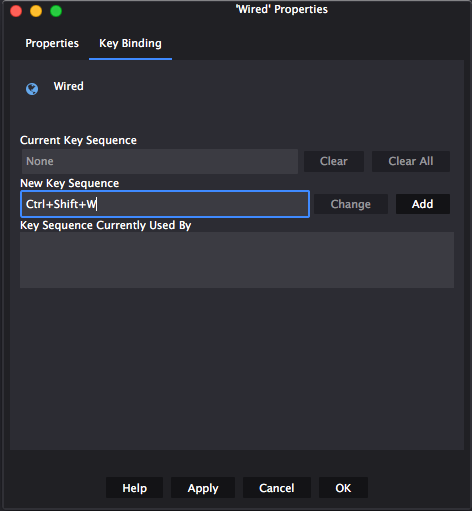 'Wired' Properties
Properties Key Binding
Wired
Current Key Sequence
None Clear Clear All
New Key Sequence
Ctrl+Shift+W Change Add
Key Sequence Currently Used By
Help Apply Cancel OK